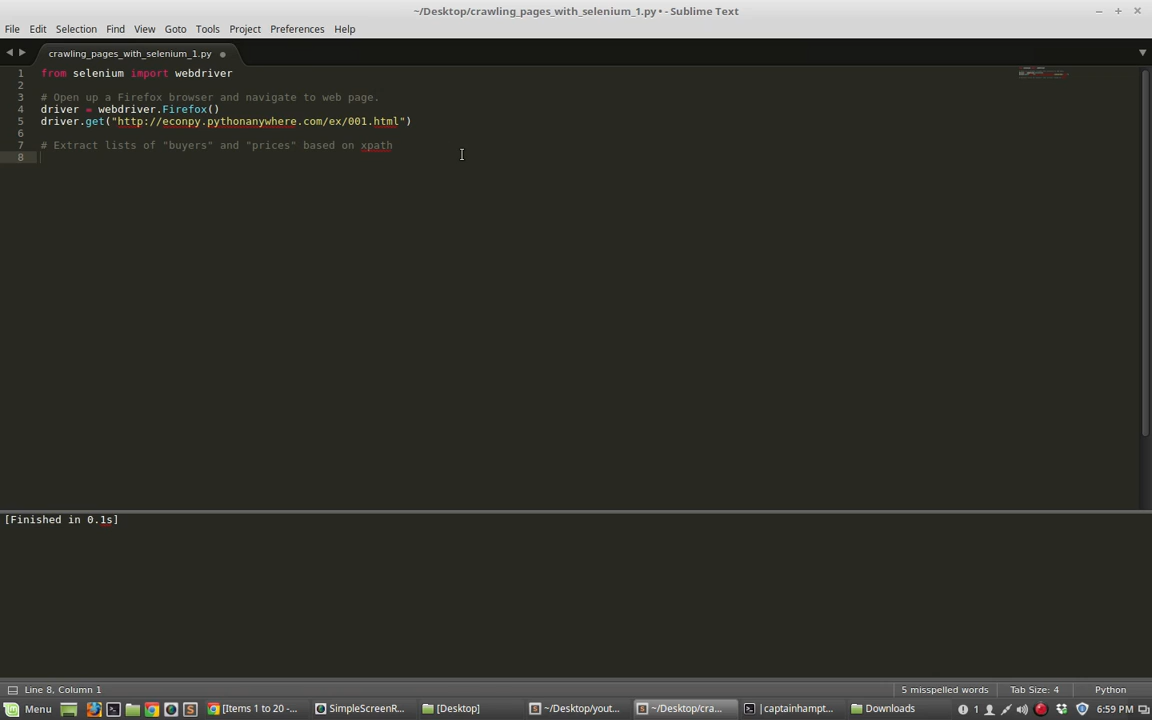 ~/Desktop/crawling_pages_with_selenium_1.py • - Sublime Text
File Edit Selection Find View Goto Tools Project Preferences Help
crawling_pages_with_selenium_1.py
1 from selenium import webdriver
2
3 # Open up a Firefox browser and navigate to web page.
4 driver = webdriver.Firefox()
5 driver.get("http://econpy.pythonanywhere.com/ex/001.html")
6
7 # Extract lists of "buyers" and "prices" based on xpath
8
[Finished in 0.1s]
Line 8, Column 1 5 misspelled words Tab Size: 4 Python
Menu [Items 1 to 20 -... SimpleScreenR... [Desktop] ~/Desktop/yout... ~/Desktop/cra... |captainhampt... Downloads 1 6:59 PM